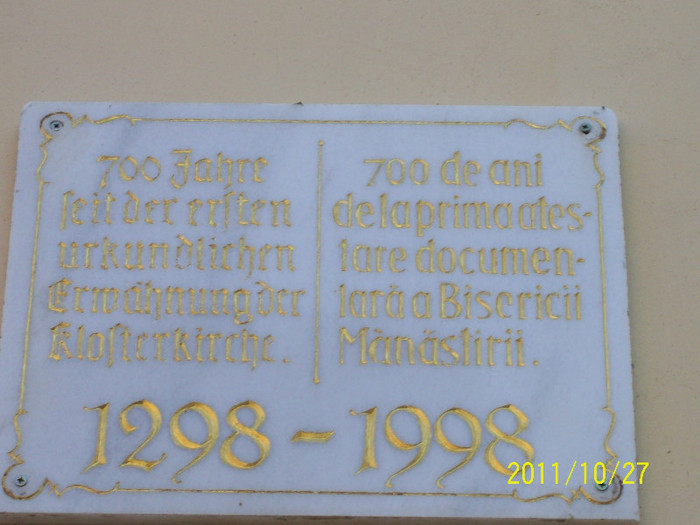 700 Jahre
seit der ersten
urkundlichen
Erwähnung der
Klosterkirche.
700 de ani
de la prima ates-
tare documen-
tară a Bisericii
Mànăstirii.
1298 - 1998
2011/10/27